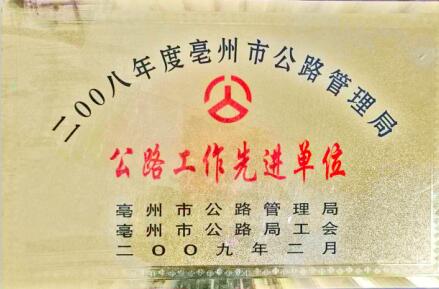 二00八年度亳州市公路管理局
公路工作先进单位
亳州市公路管理局
亳州市公路局工会
二〇〇九年二月